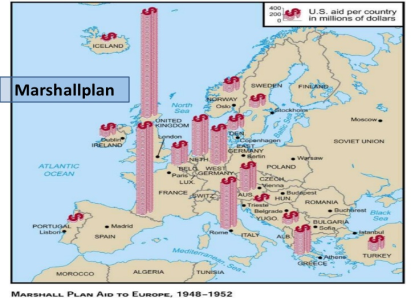 400
200
0
U.S. aid per country
in millions of dollars
ICELAND
Marshallplan
North
Sea
NORWAY
Oslo
SWEDEN
FINLAND
Stockholm
Moscow
UNITED
KINGDOM
London
Dublin
IRELAND
DEN.
Copenhagen
EAST
GERMANY
Berlin
NETH.
BELG.
WEST
GERMANY
Warsaw
POLAND
SOVIET UNION
ATLANTIC
OCEAN
Paris
LUX.
FRANCE
SWITZ.
CZECH.
Vienna
AUS.
Budapest
HUN.
ROMANIA
Bucharest
Trieste
Belgrade
YUGO.
BULGARIA
Sofia
Black
Sea
PORTUGAL
Lisbon
Madrid
SPAIN
Rome
ITALY
ALB.
Istanbul
TURKEY
Athens
GREECE
Mediterranean Sea
MOROCCO
ALGERIA
TUNISIA
MARSHALL PLAN AID TO EUROPE, 1948–1952